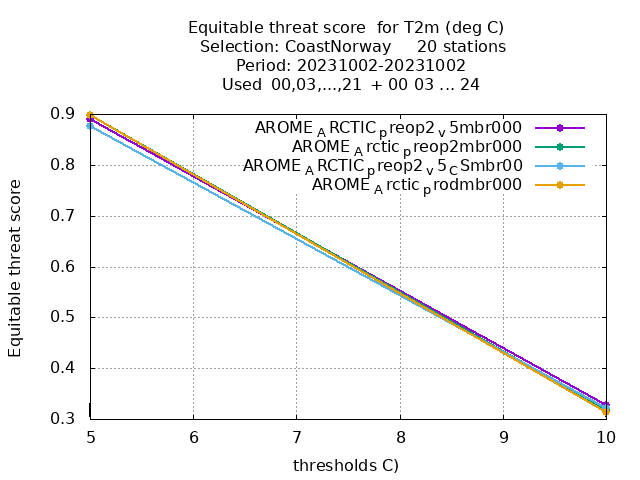 Equitable threat score for T2m (deg C)
Selection: CoastNorway 20 stations
Period: 20231002-20231002
Used 00,03,...,21 + 00 03 ... 24
AROME_ARCTIC_preop2_v5mbr000
AROME_Arctic_preop2mbr000
AROME_ARCTIC_preop2_v5_CSmbr00
AROME_Arctic_prodmbr000
Equitable threat score
0.9
0.8
0.7
0.6
0.5
0.4
0.3
5 6 7 8 9 10
thresholds C)